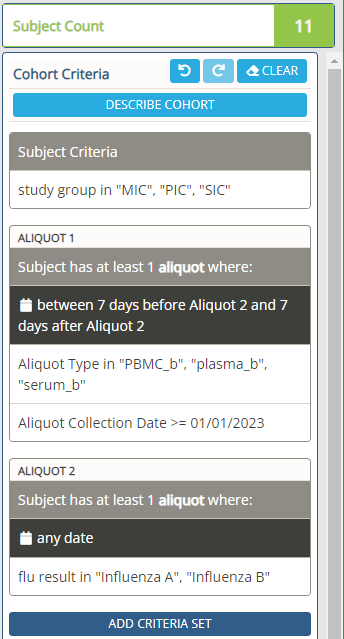 Subject Count 11
Cohort Criteria CLEAR
DESCRIBE COHORT
Subject Criteria
study group in "MIC", "PIC", "SIC"
ALIQUOT 1
Subject has at least 1 aliquot where:
between 7 days before Aliquot 2 and 7
days after Aliquot 2
Aliquot Type in "PBMC_b", "plasma_b",
"serum_b"
Aliquot Collection Date >= 01/01/2023
ALIQUOT 2
Subject has at least 1 aliquot where:
any date
flu result in "Influenza A", "Influenza B"
ADD CRITERIA SET